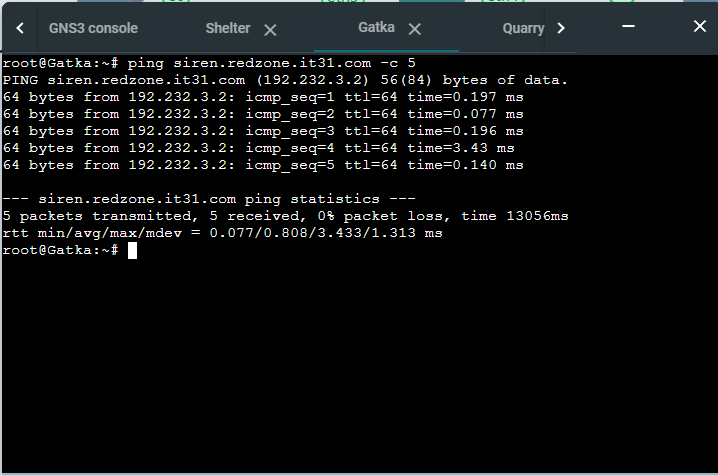 GNS3 console
Shelter
Gatka
Quarry
root@Gatka:~# ping siren.redzone.it31.com -c 5
PING siren.redzone.it31.com (192.232.3.2) 56(84) bytes of data.
64 bytes from 192.232.3.2: icmp_seq=1 ttl=64 time=0.197 ms
64 bytes from 192.232.3.2: icmp_seq=2 ttl=64 time=0.077 ms
64 bytes from 192.232.3.2: icmp_seq=3 ttl=64 time=0.196 ms
64 bytes from 192.232.3.2: icmp_seq=4 ttl=64 time=3.43 ms
64 bytes from 192.232.3.2: icmp_seq=5 ttl=64 time=0.140 ms
--- siren.redzone.it31.com ping statistics ---
5 packets transmitted, 5 received, 0% packet loss, time 13056ms
rtt min/avg/max/mdev = 0.077/0.808/3.433/1.313 ms
root@Gatka:~#